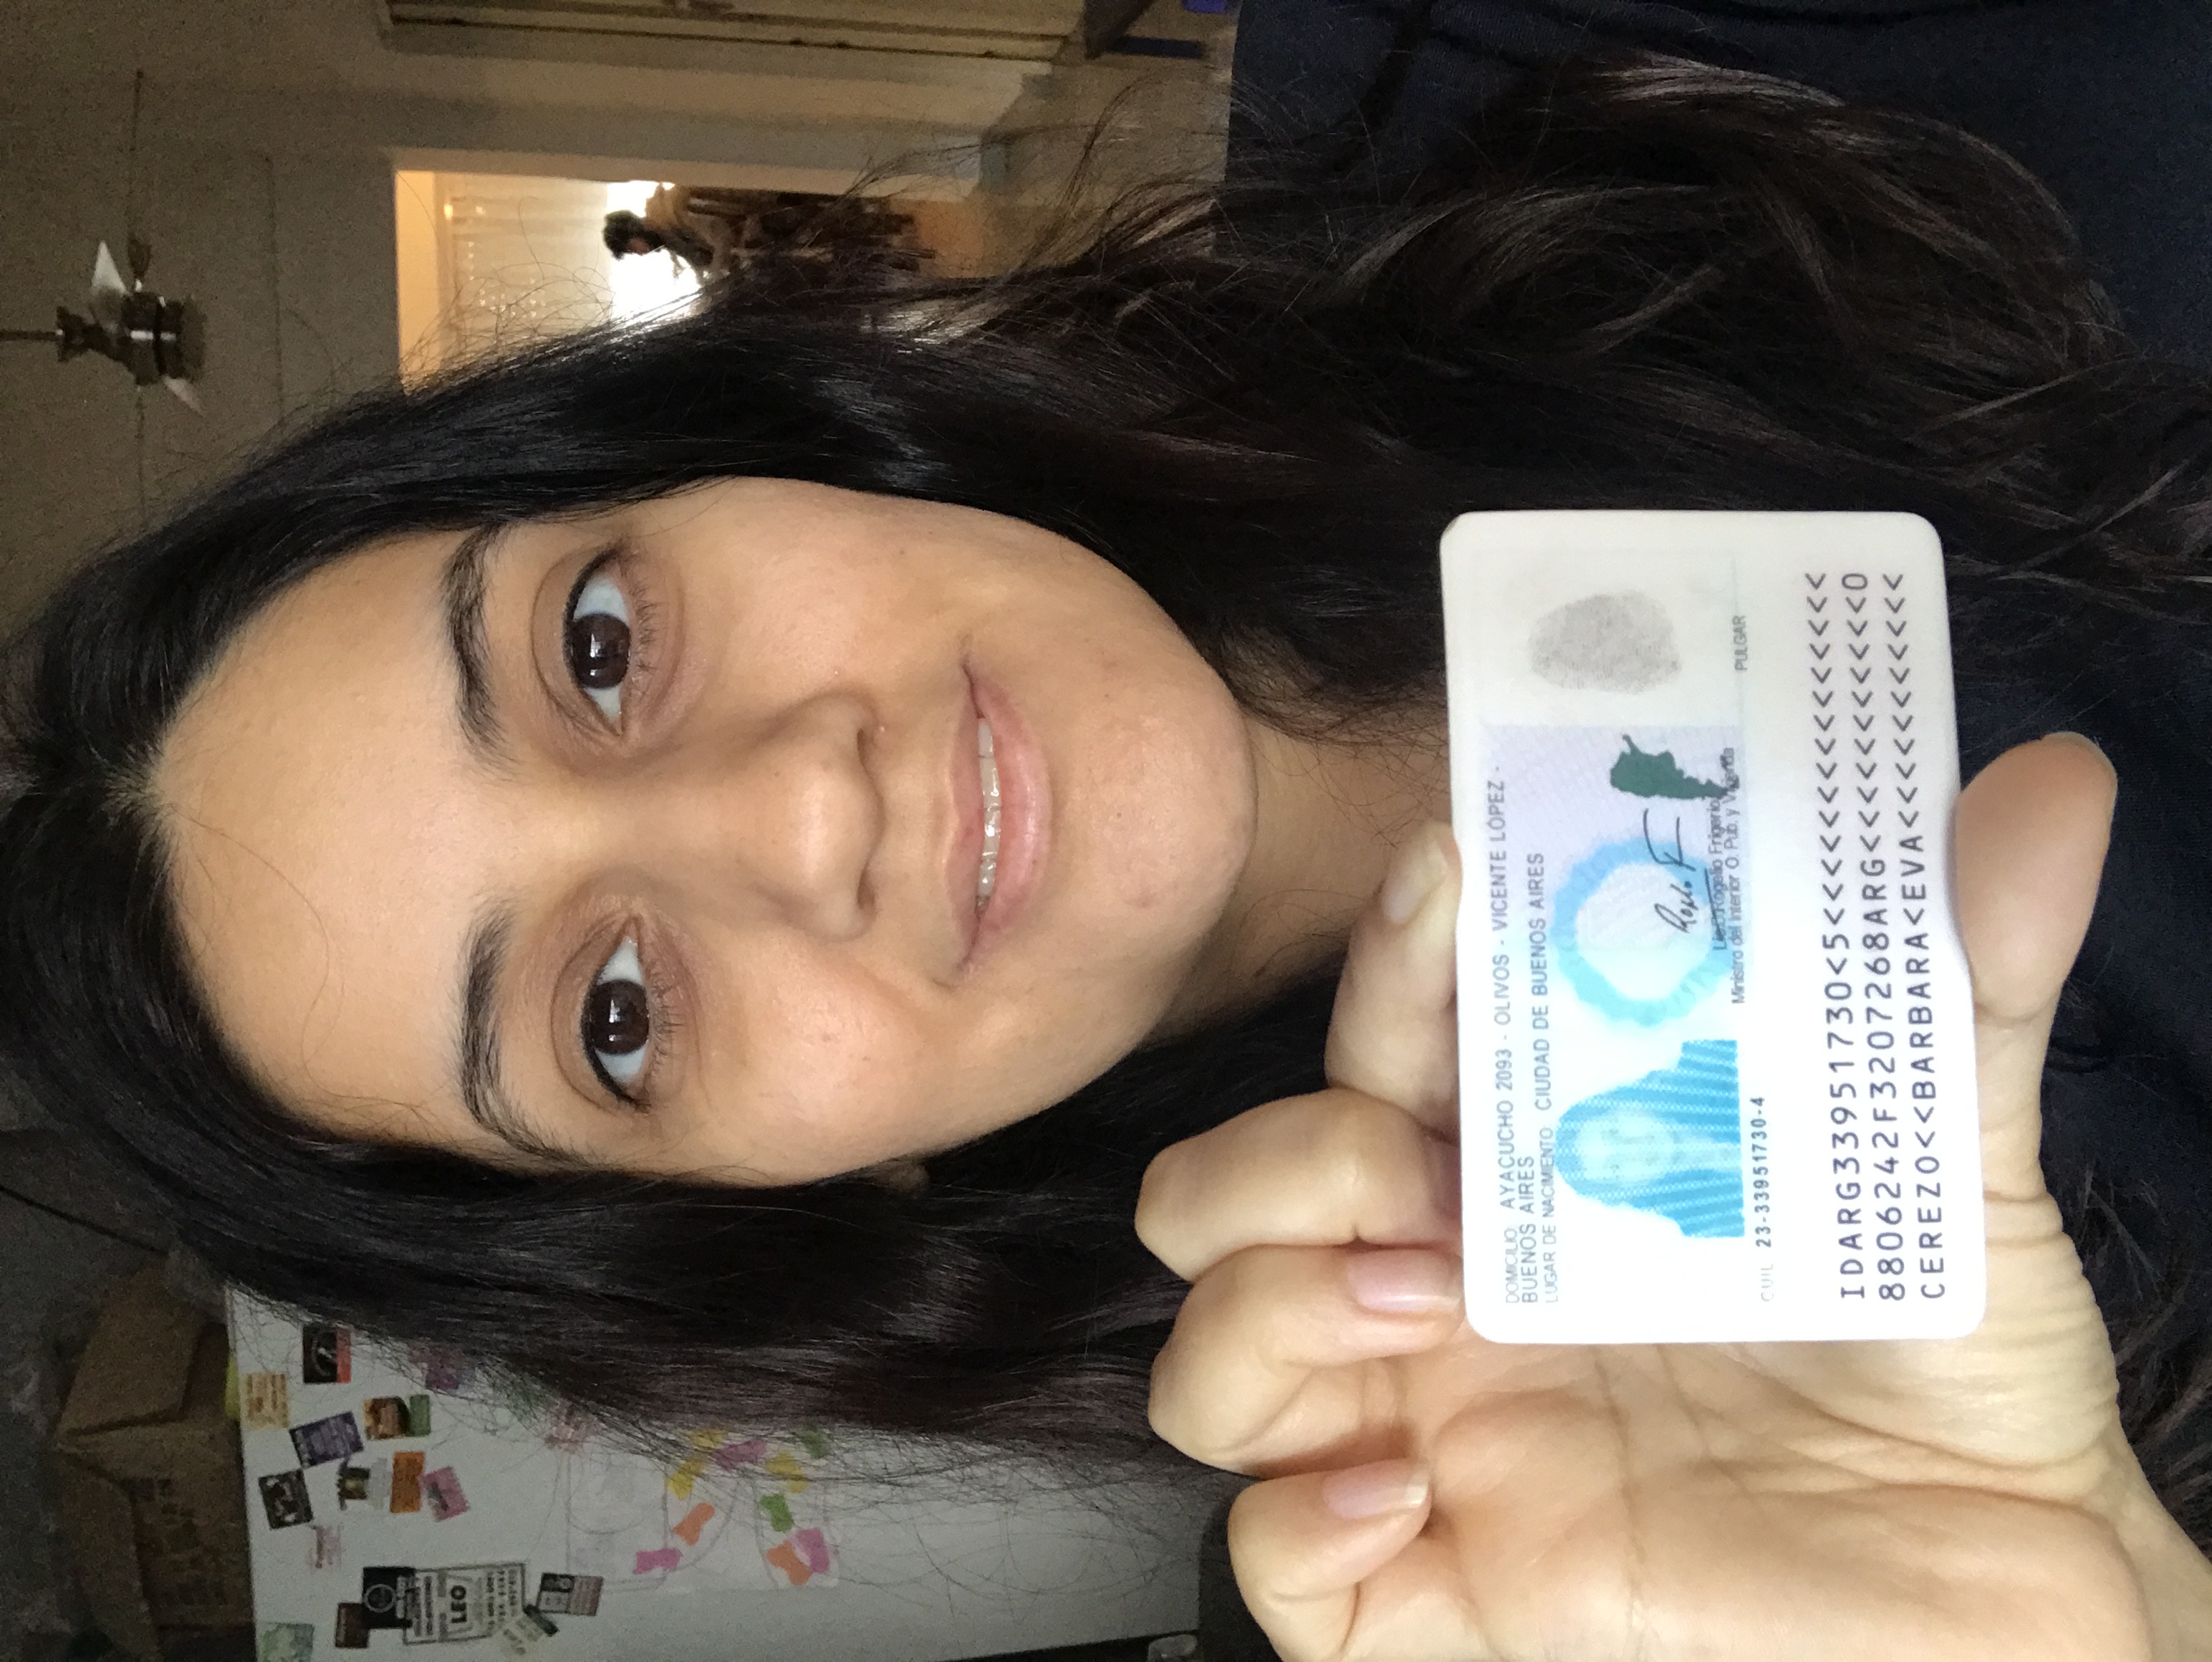 LEO
DOMICILIO: AYACUCHO 2093 - OLIVOS - VICENTE LÓPEZ -
BUENOS AIRES
LUGAR DE NACIMIENTO: CIUDAD DE BUENOS AIRES
Lic. Rogelio Frigerio
Ministro del Interior O. Pub. y Vivienda
PULGAR
CUIL: 23-33951730-4
IDARG33951730<5<<<<<<<<<<<<<<<
8806242F3207268ARG<<<<<<<<<<<0
CEREZO<<BARBARA<EVA<<<<<<<<<<<